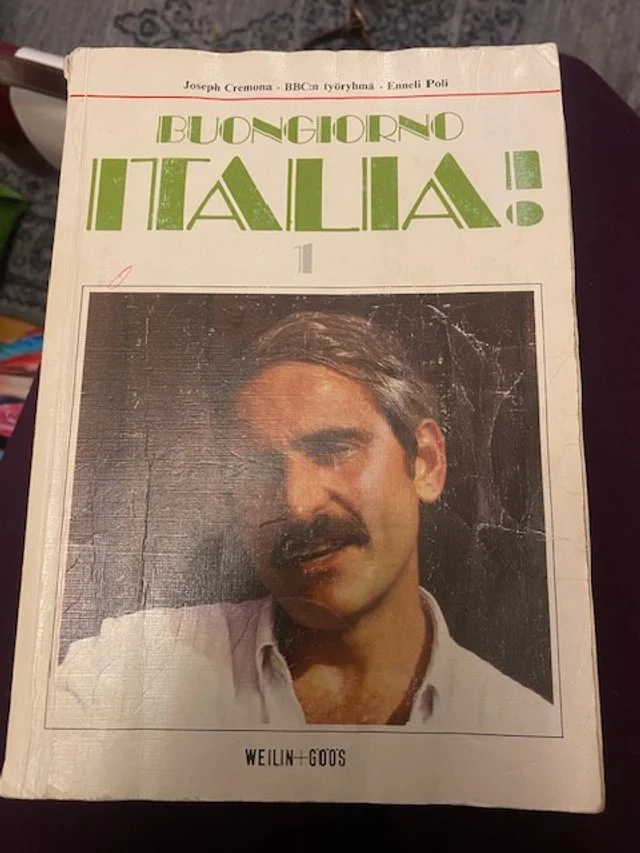 Joseph Cremona · BBC:n työryhmä · Enneli Poli
BUONGIORNO
ITALIA!
1
WEILIN+GÖÖS